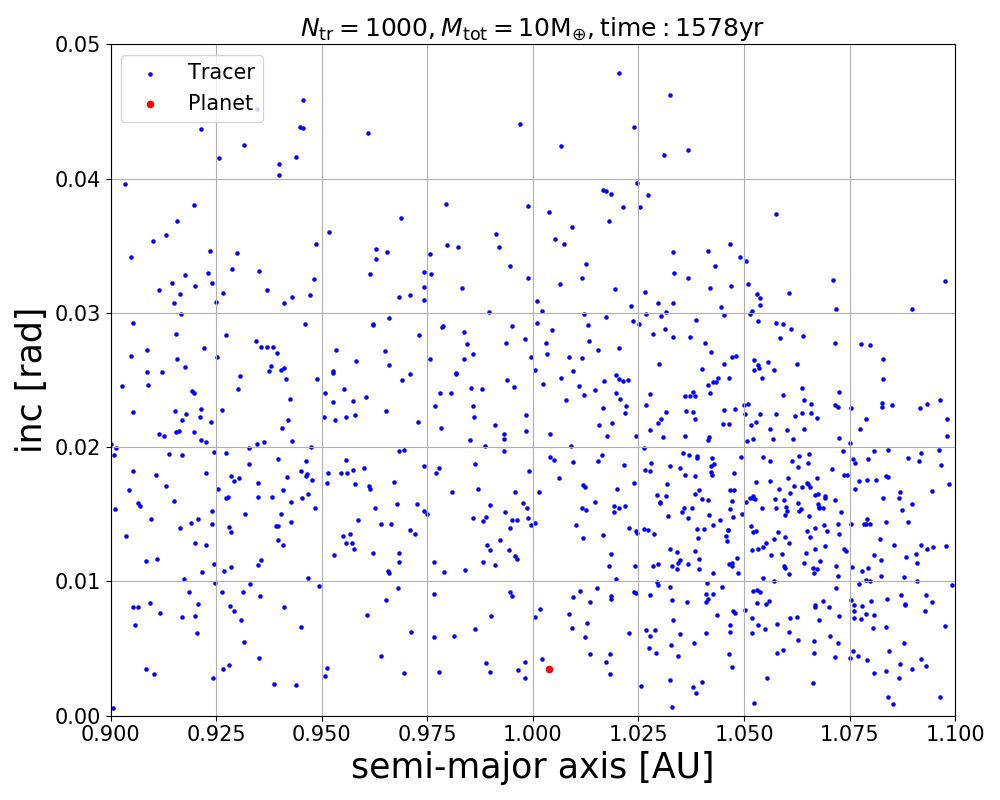 N_tr = 1000, M_tot = 10M_⊕, time : 1578yr
Tracer
Planet
0.05
0.04
0.03
0.02
0.01
0.00
inc [rad]
0.900 0.925 0.950 0.975 1.000 1.025 1.050 1.075 1.100
semi-major axis [AU]